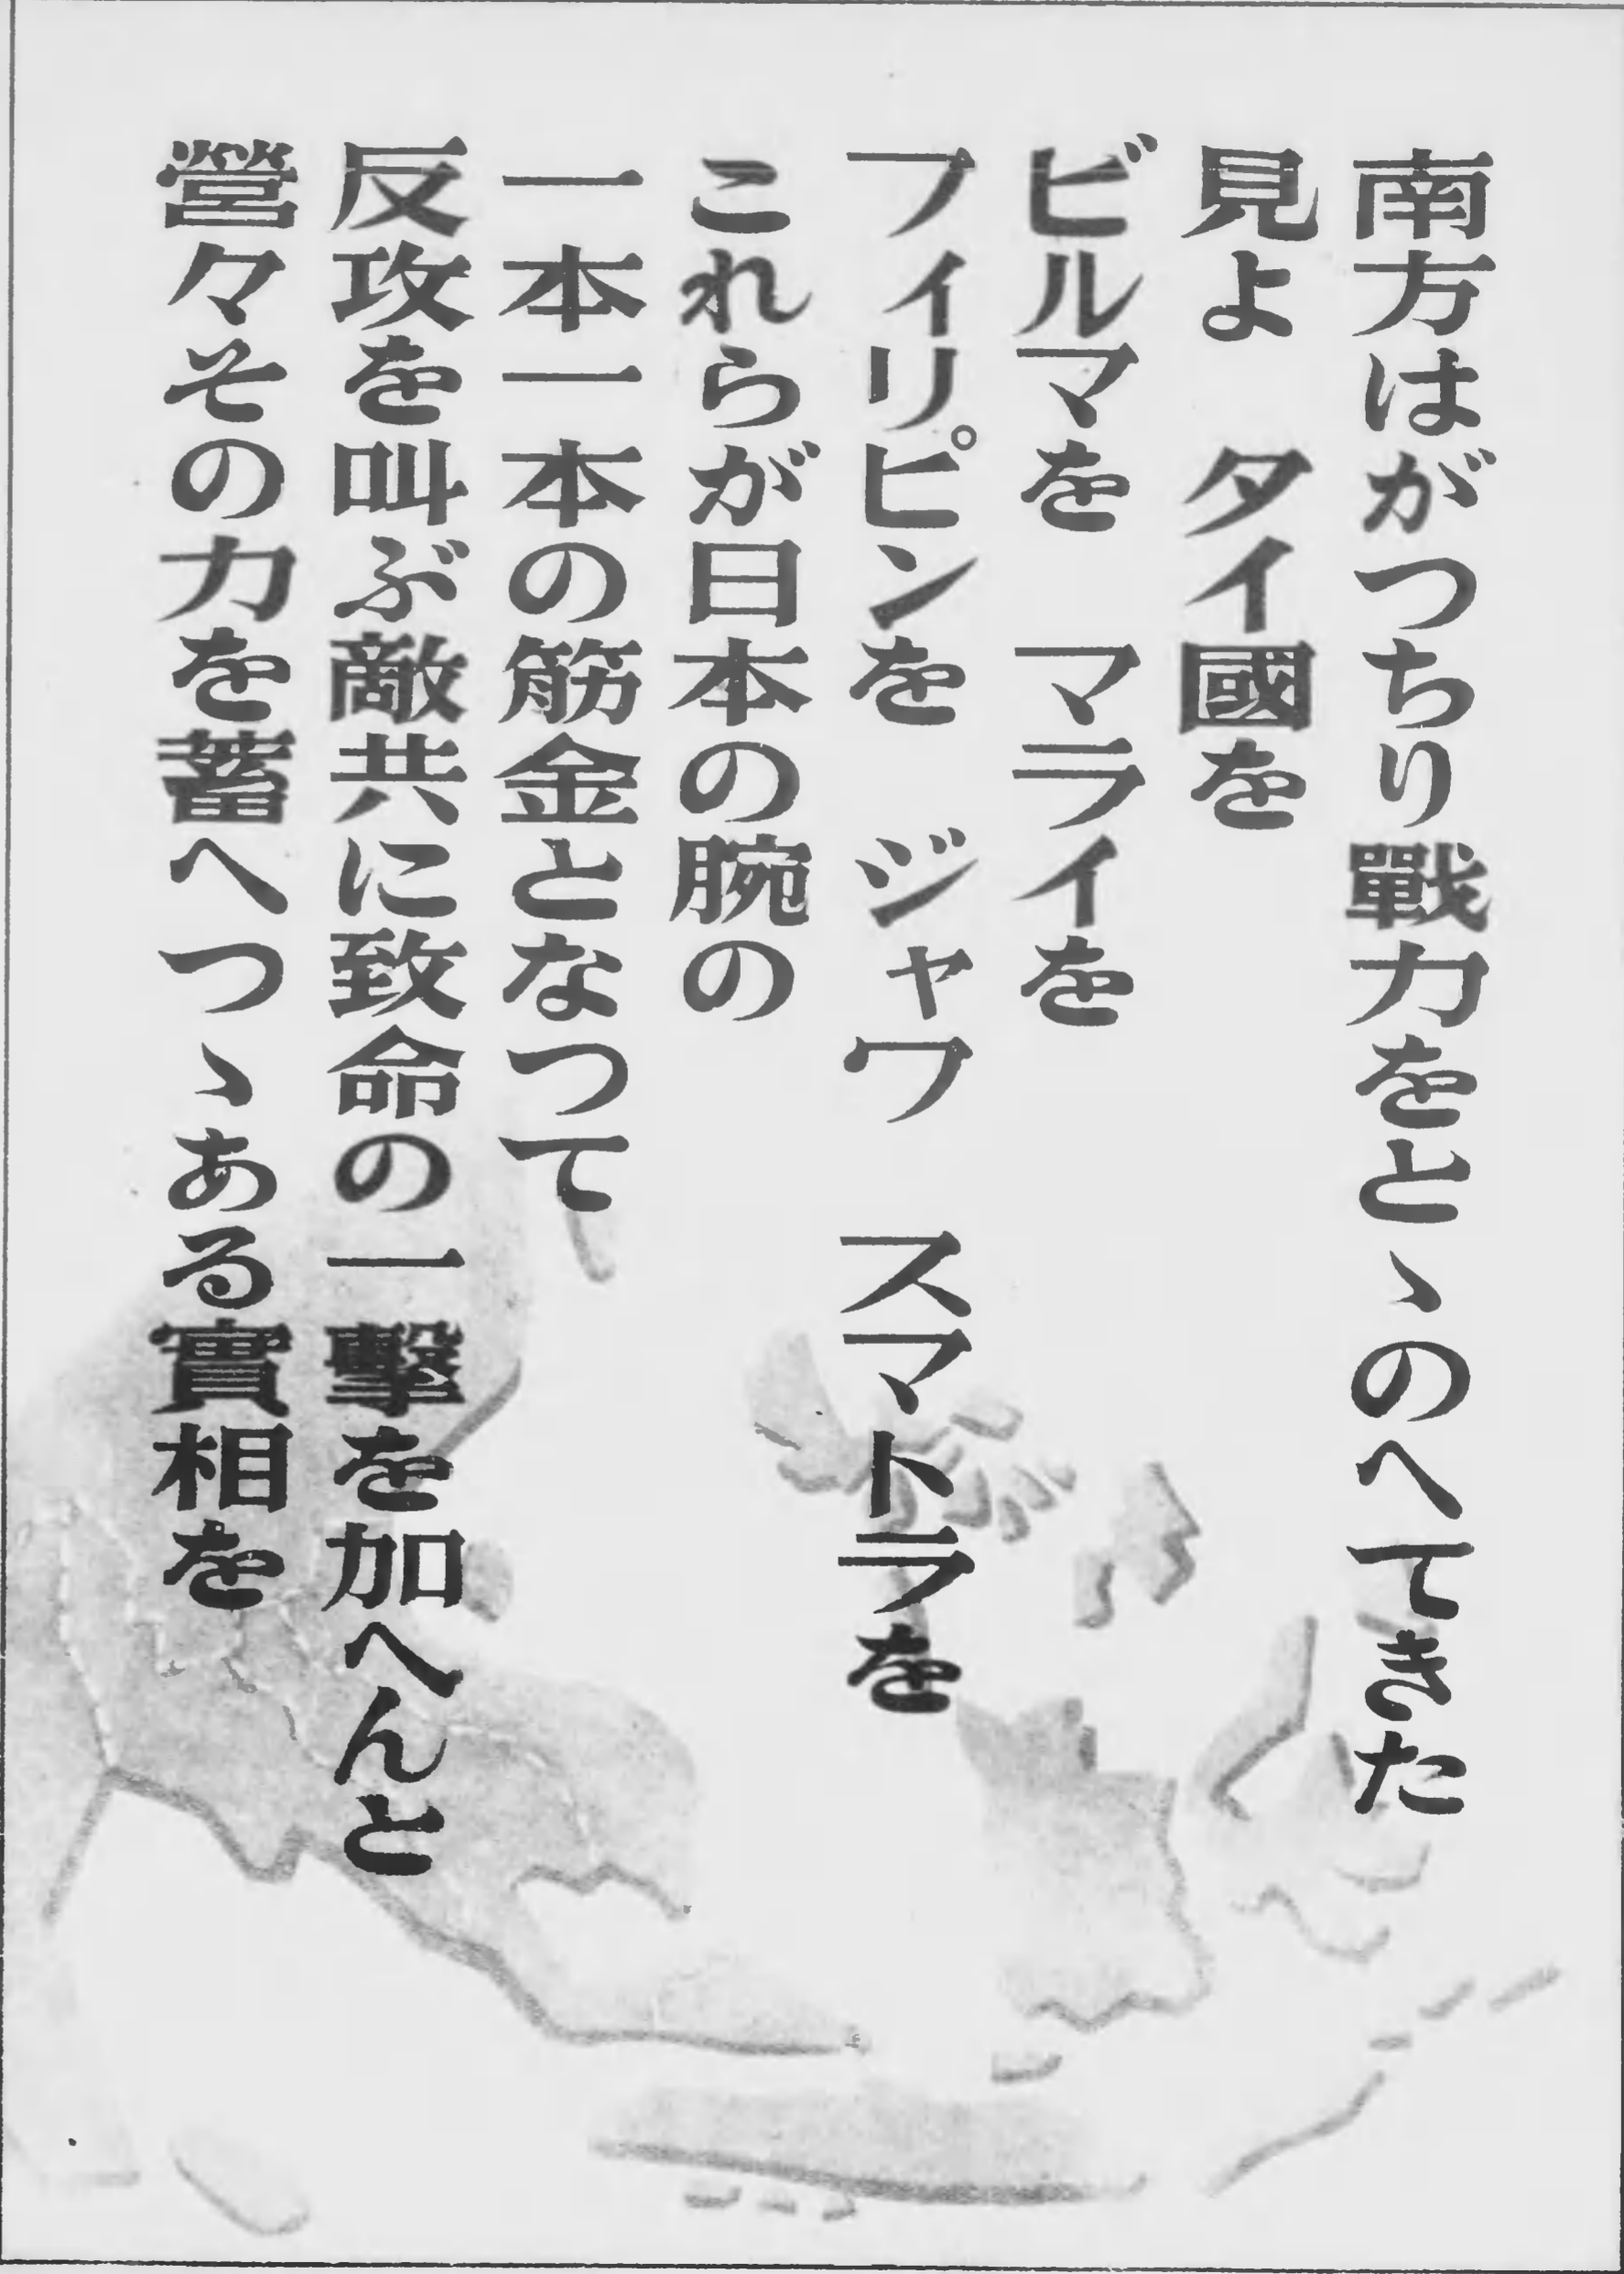 南方はがつちり戰力をとゝのへてきた
見よ　タイ國を
ビルマを　マライを
フィリピンを　ジャワ　スマトラを
これらが日本の腕の
一本一本の筋金となつて
反攻を叫ぶ敵共に致命の一擊を加へんと
營々その力を蓄へつゝある實相を